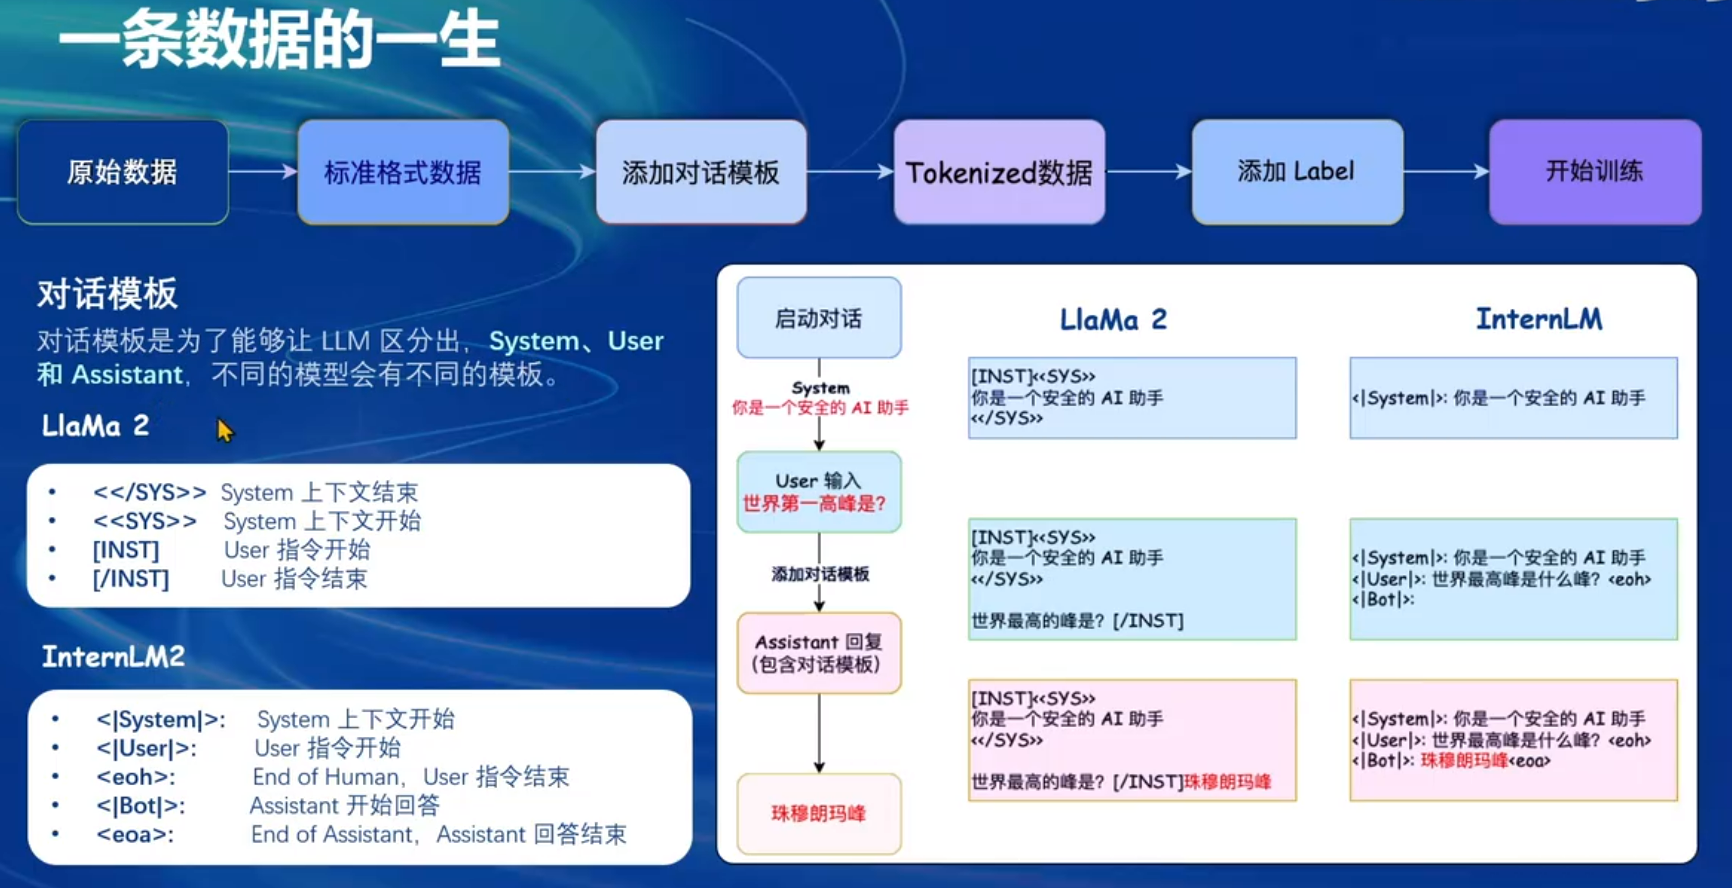 一条数据的一生
原始数据
标准格式数据
添加对话模板
Tokenized数据
添加 Label
开始训练
对话模板
对话模板是为了能够让 LLM 区分出，System、User
和 Assistant，不同的模型会有不同的模板。
LlaMa 2
• <</SYS>> System 上下文结束
• <<SYS>> System 上下文开始
• [INST] User 指令开始
• [/INST] User 指令结束
InternLM2
• <|System|>: System 上下文开始
• <|User|>: User 指令开始
• <eoh>: End of Human，User 指令结束
• <|Bot|>: Assistant 开始回答
• <eoa>: End of Assistant，Assistant 回答结束
启动对话
System
你是一个安全的 AI 助手
User 输入
世界第一高峰是？
添加对话模板
Assistant 回复
（包含对话模板）
珠穆朗玛峰
LlaMa 2
[INST]<<SYS>>
你是一个安全的 AI 助手
<</SYS>>
[INST]<<SYS>>
你是一个安全的 AI 助手
<</SYS>>
世界最高的峰是？[/INST]
[INST]<<SYS>>
你是一个安全的 AI 助手
<</SYS>>
世界最高的峰是？[/INST]珠穆朗玛峰
InternLM
<|System|>: 你是一个安全的 AI 助手
<|System|>: 你是一个安全的 AI 助手
<|User|>: 世界最高峰是什么峰？<eoh>
<|Bot|>:
<|System|>: 你是一个安全的 AI 助手
<|User|>: 世界最高峰是什么峰？<eoh>
<|Bot|>: 珠穆朗玛峰<eoa>